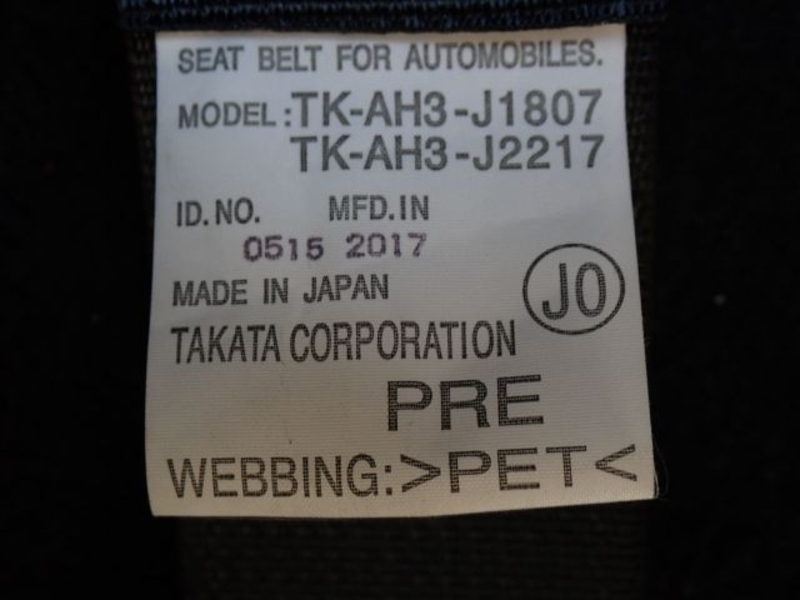 SEAT BELT FOR AUTOMOBILES.
MODEL:TK-AH3-J1807
TK-AH3-J2217
ID.NO. MFD.IN
0515 2017
MADE IN JAPAN
JO
TAKATA CORPORATION
PRE
WEBBING:>PET<